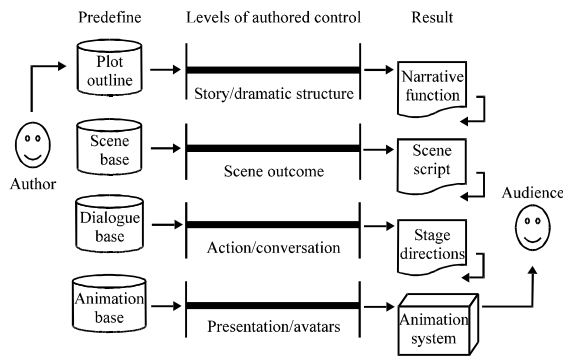 Predefine
Levels of authored control
Result
Plot
outline
Story/dramatic structure
Narrative
function
Author
Scene
base
Scene outcome
Scene
script
Audience
Dialogue
base
Action/conversation
Stage
directions
Animation
base
Presentation/avatars
Animation
system